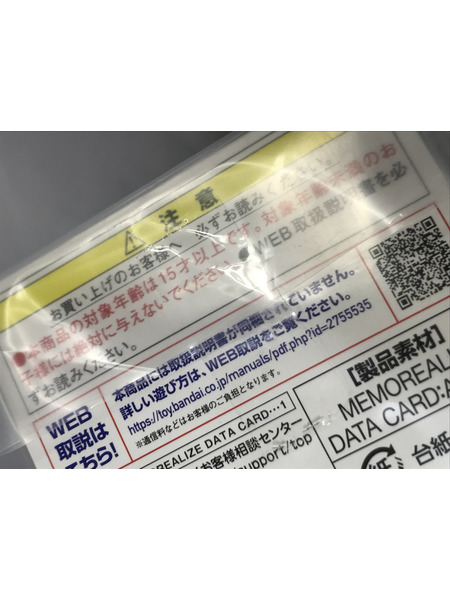 ⚠ 注意
お買い上げのお客様へ 必ずお読みください。
●本商品の対象年齢は15才以上です。対象年齢未満のお
子様には絶対に与えないでください。●WEB取扱説明書を必
ずお読みください。
WEB
取説は
こちら!
本商品には取扱説明書が同梱されていません。
詳しい遊び方は、WEB取説をご覧ください。
https://toy.bandai.co.jp/manuals/pdf.php?id=2755535
※通信料などはお客様のご負担となります。
REALIZE DATA CARD…1
お客様相談センター
support/top
【製品素材】
MEMOREALI
DATA CARD:
台紙
紙